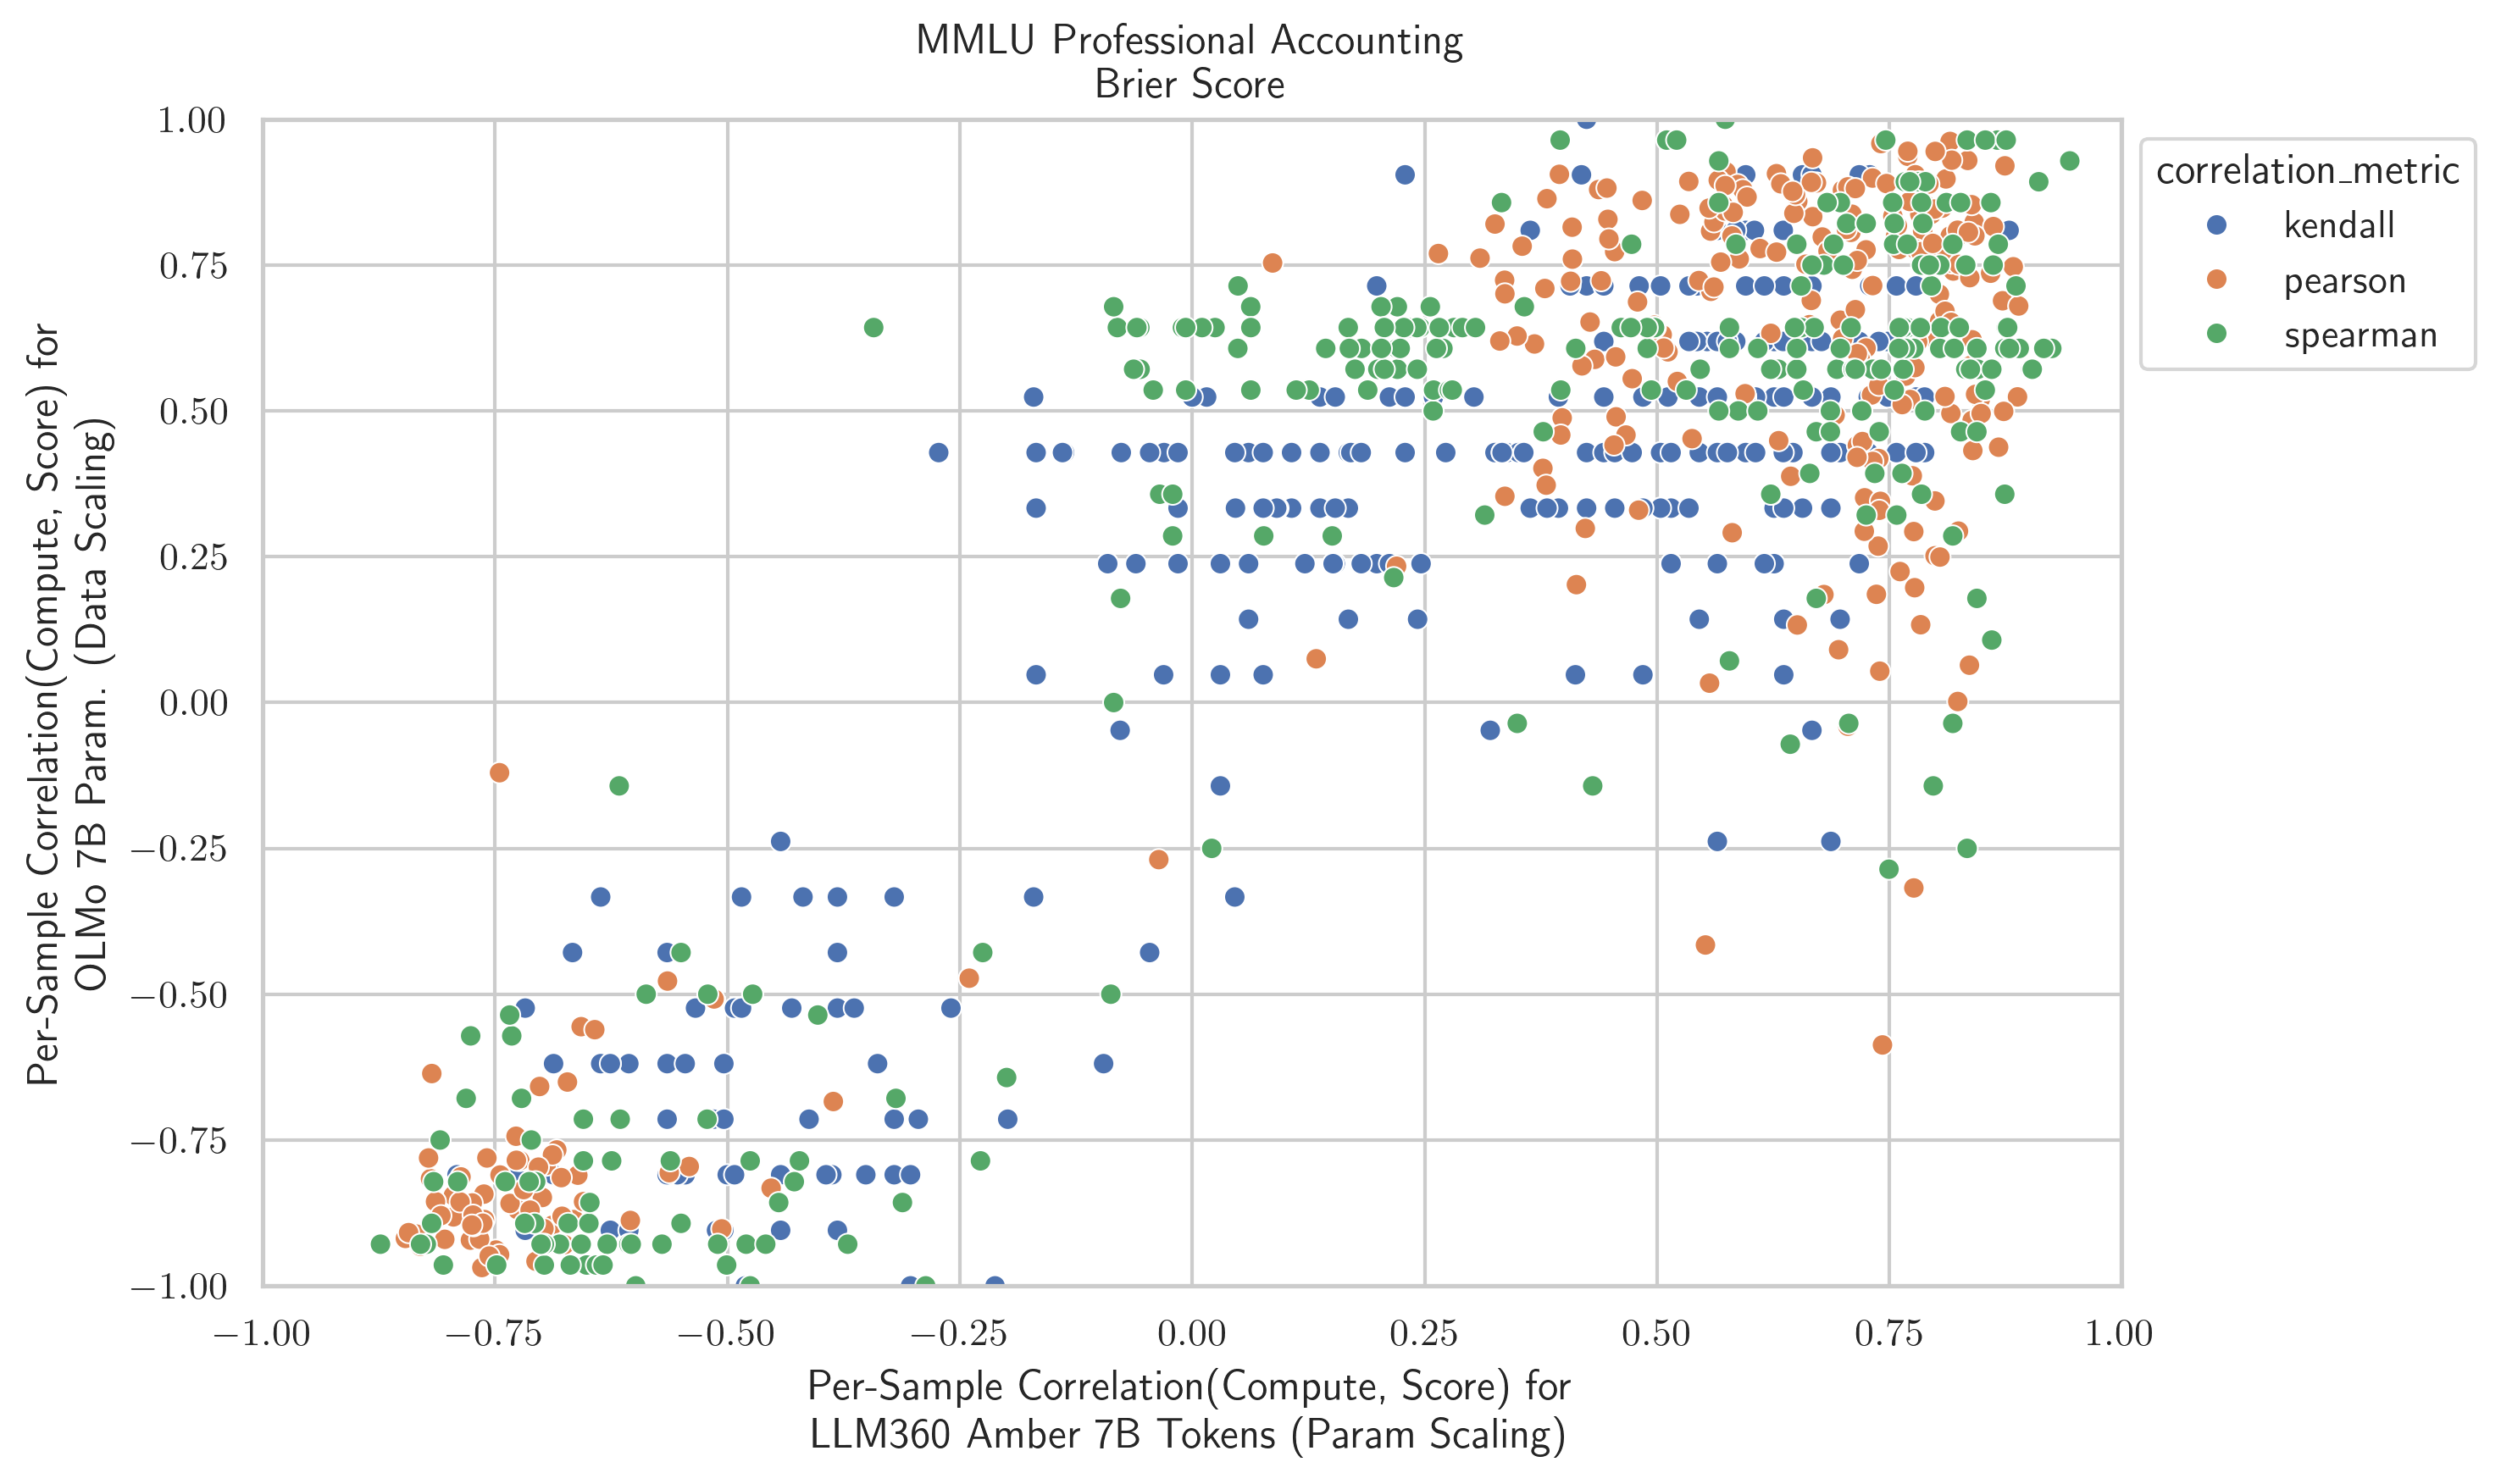 MMLU Professional Accounting
Brier Score
1.00
0.75
0.50
0.25
0.00
−0.25
−0.50
−0.75
−1.00
Per-Sample Correlation(Compute, Score) for
OLMo 7B Param. (Data Scaling)
−1.00 −0.75 −0.50 −0.25 0.00 0.25 0.50 0.75 1.00
Per-Sample Correlation(Compute, Score) for
LLM360 Amber 7B Tokens (Param Scaling)
correlation_metric
kendall
pearson
spearman